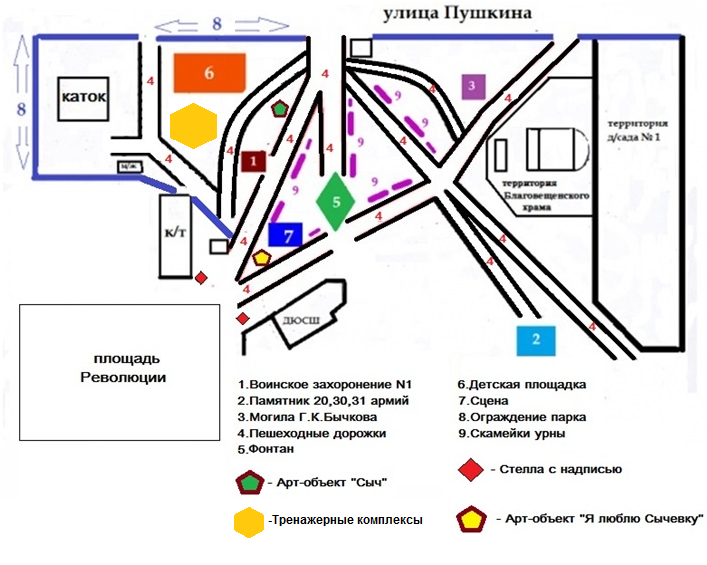 улица Пушкина
8
4
6
каток
8
4
4
9
3
4
территория
д/сада №1
м/ж
4
1
4
9
4
территория
Благовещенского
храма
9
9
5
4
4
к/т
4
7
4
4
4
ДЮСШ
2
4
площадь
Революции
1.Воинское захоронение N1
2.Памятник 20,30,31 армий
3.Могила Г.К.Бычкова
4.Пешеходные дорожки
5.Фонтан
6.Детская площадка
7.Сцена
8.Ограждение парка
9.Скамейки урны
- Арт-объект "Сыч"
- Стелла с надписью
-Тренажерные комплексы
- Арт-объект "Я люблю Сычевку"